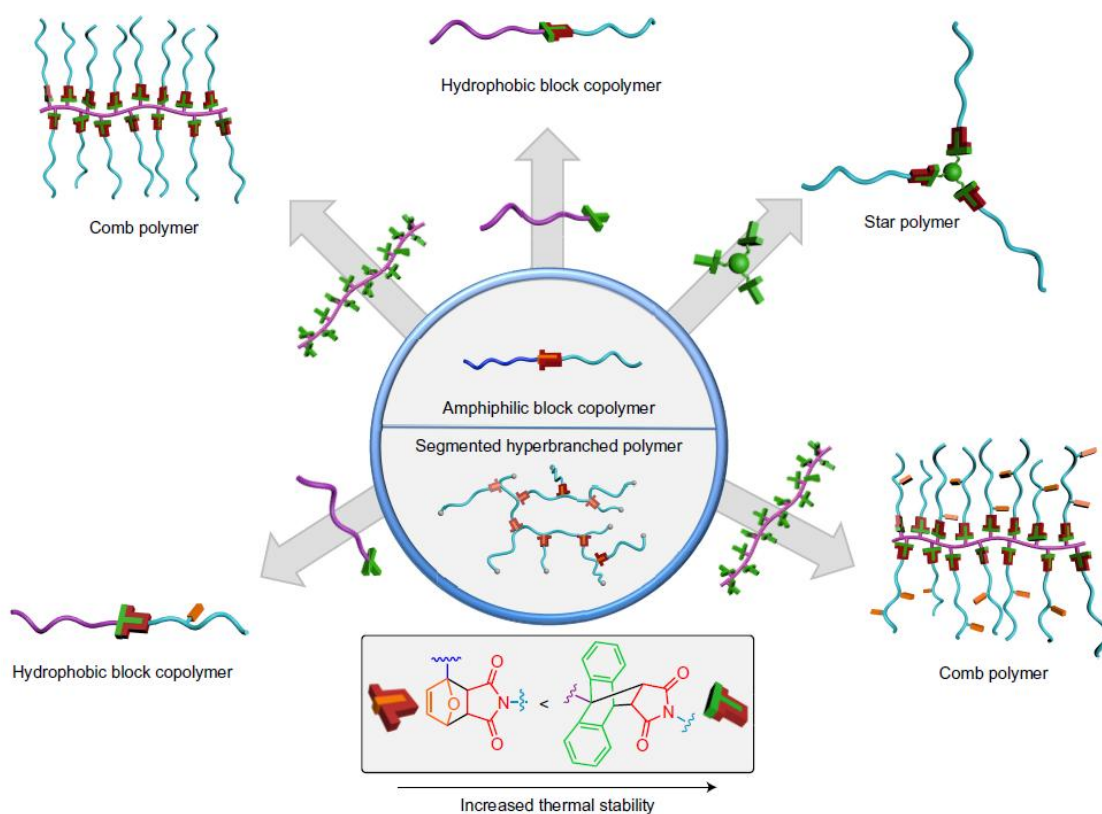 Hydrophobic block copolymer
Comb polymer
Star polymer
Amphiphilic block copolymer
Segmented hyperbranched polymer
Hydrophobic block copolymer
Comb polymer
O
O
N
O
<
O
N
O
Increased thermal stability